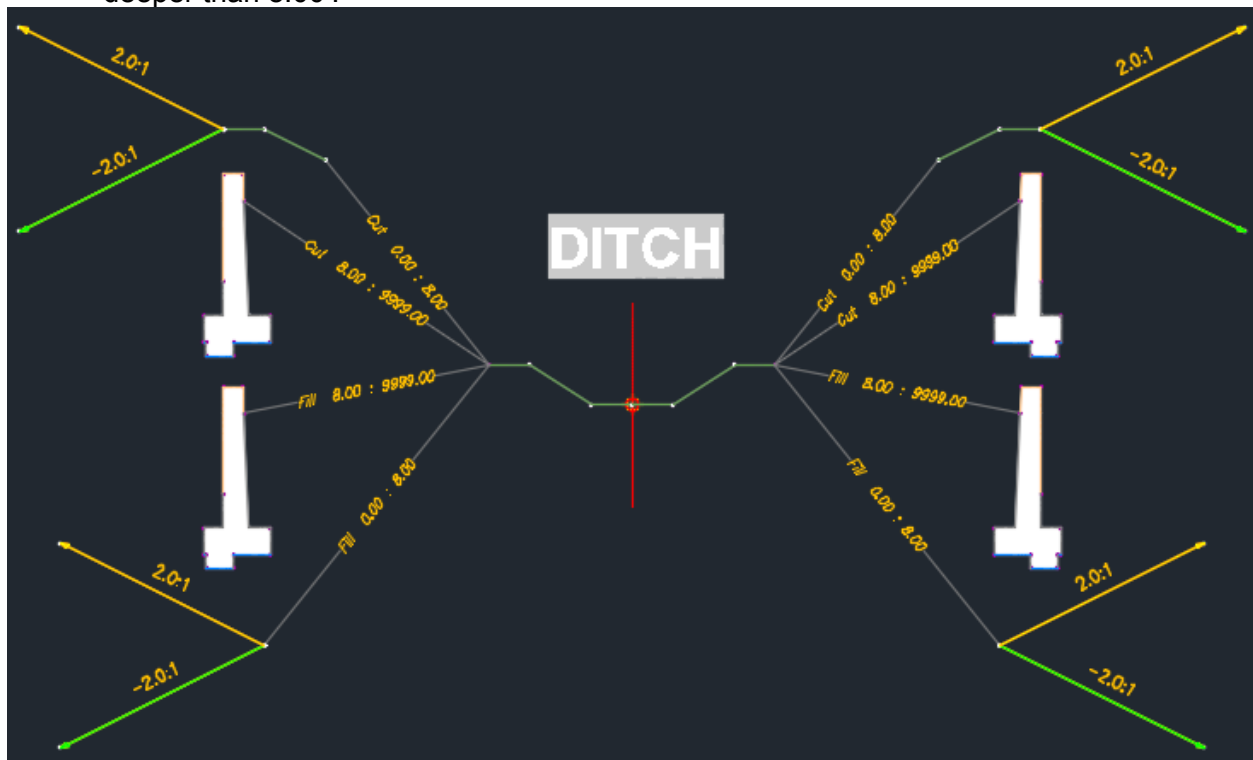 2.0:1
2.0:1
-2.0:1
-2.0:1
DITCH
Cut 0.00 : 8.00
Cut 0.00 : 8.00
Cut 8.00 : 9999.00
Cut 8.00 : 9999.00
Fill 8.00 : 9999.00
Fill 8.00 : 9999.00
Fill 0.00 : 8.00
Fill 0.00 : 8.00
2.0:1
2.0:1
-2.0:1
-2.0:1